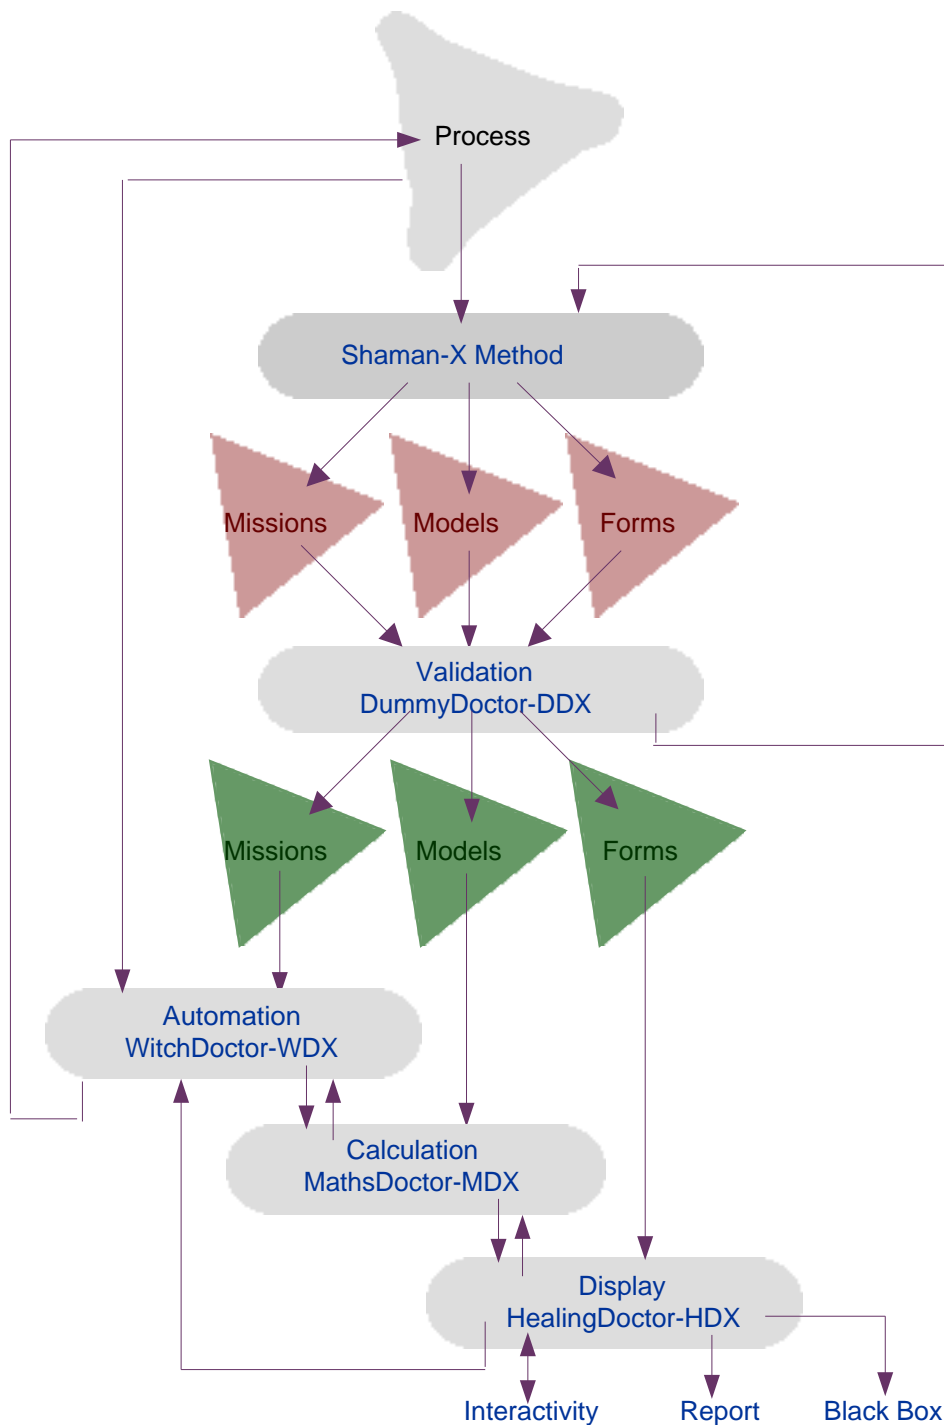 Process
Shaman-X Method
Missions
Models
Forms
Validation
DummyDoctor-DDX
Missions
Models
Forms
Automation
WitchDoctor-WDX
Calculation
MathsDoctor-MDX
Display
HealingDoctor-HDX
Interactivity
Report
Black Box